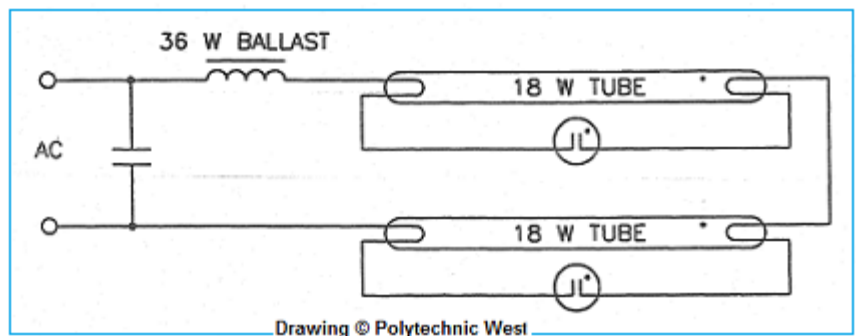 36 W BALLAST
18 W TUBE
AC
18 W TUBE
Drawing © Polytechnic West